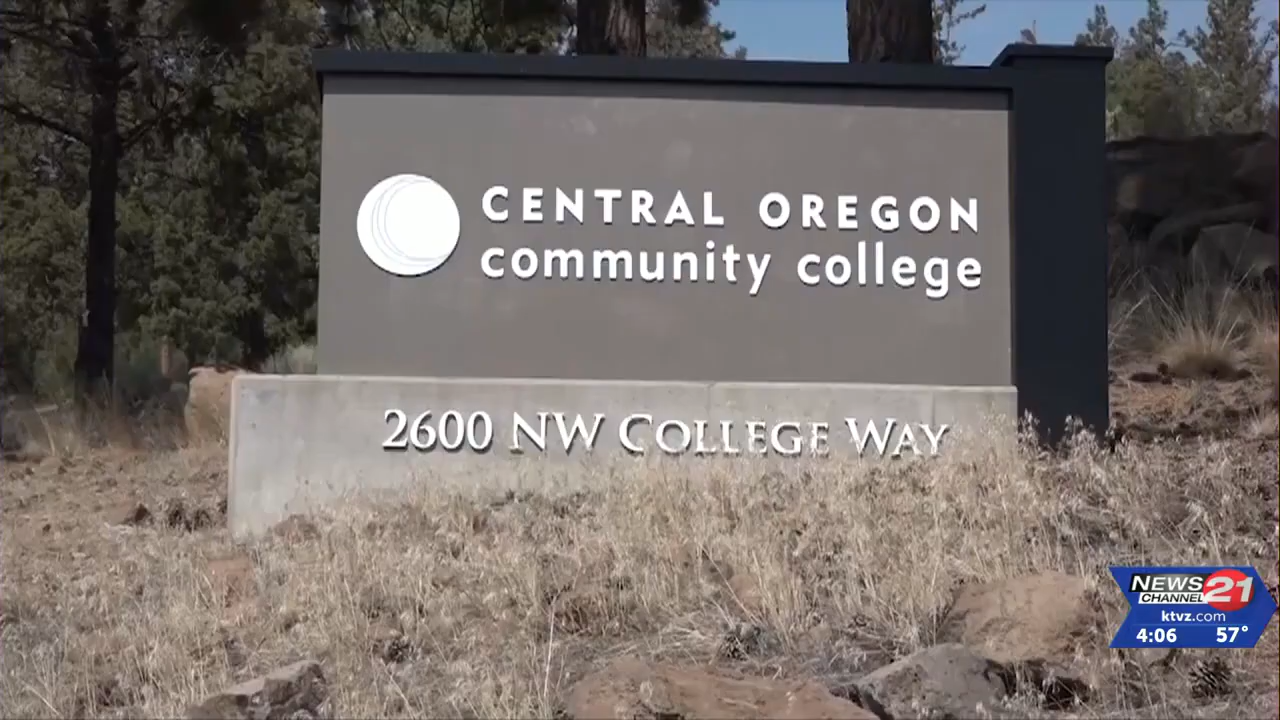 CENTRAL OREGON
community college
2600 NW COLLEGE WAY
NEWS
CHANNEL
21
ktvz.com
4:06 57°